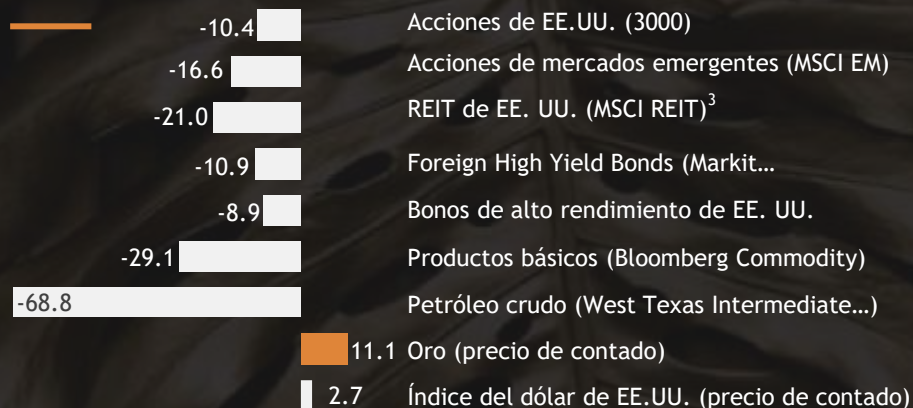 -10.4 Acciones de EE.UU. (3000)
-16.6 Acciones de mercados emergentes (MSCI EM)
-21.0 REIT de EE. UU. (MSCI REIT)³
-10.9 Foreign High Yield Bonds (Markit…
-8.9 Bonos de alto rendimiento de EE. UU.
-29.1 Productos básicos (Bloomberg Commodity)
-68.8 Petróleo crudo (West Texas Intermediate…)
11.1 Oro (precio de contado)
2.7 Índice del dólar de EE.UU. (precio de contado)